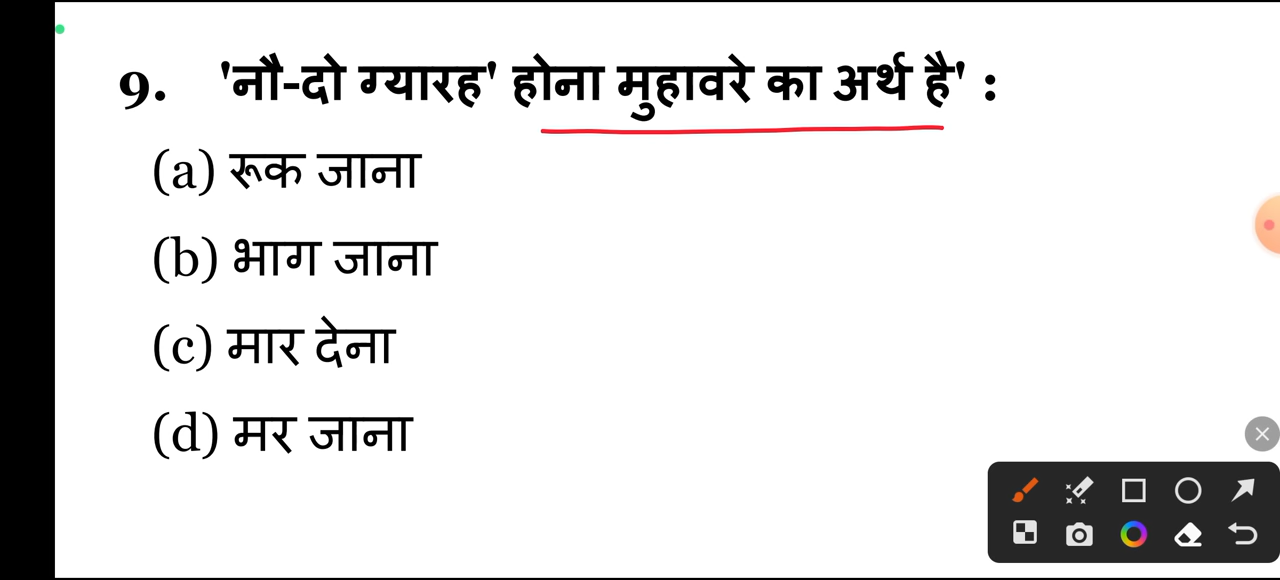 9. 'नौ-दो ग्यारह' होना मुहावरे का अर्थ है' :
(a) रूक जाना
(b) भाग जाना
(c) मार देना
(d) मर जाना